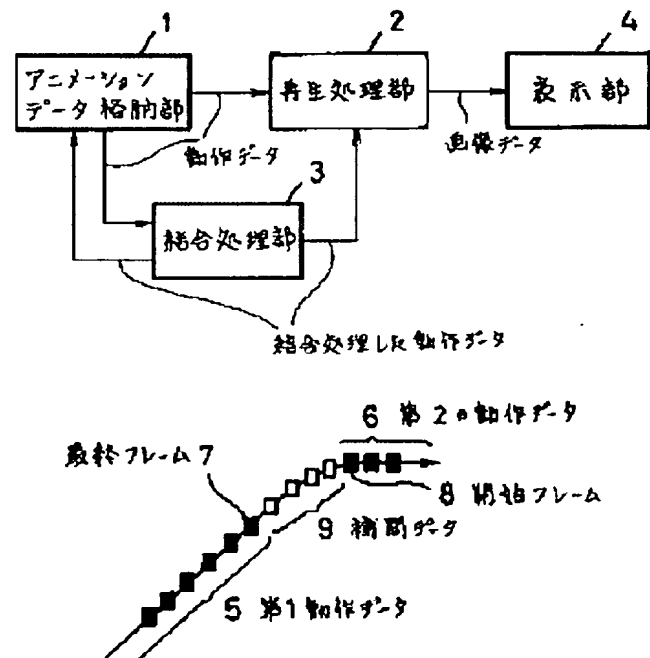 1
2
4
アニメーション
データ格納部
再生処理部
表示部
動作データ
画像データ
3
結合処理部
結合処理した動作データ
6 第2の動作データ
最終フレーム7
8 開始フレーム
9 補間データ
5 第1動作データ